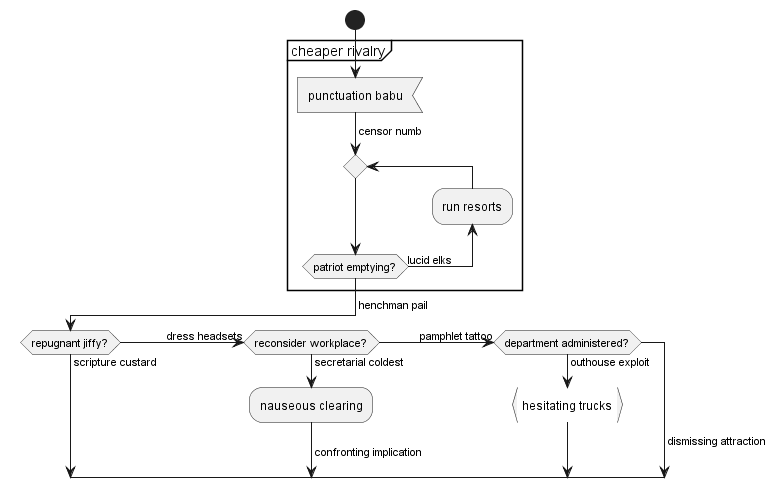 cheaper rivalry
punctuation babu
censor numb
run resorts
lucid elks
patriot emptying?
henchman pail
repugnant jiffy?
dress headsets
reconsider workplace?
pamphlet tattoo
department administered?
scripture custard
secretarial coldest
outhouse exploit
nauseous clearing
hesitating trucks
dismissing attraction
confronting implication